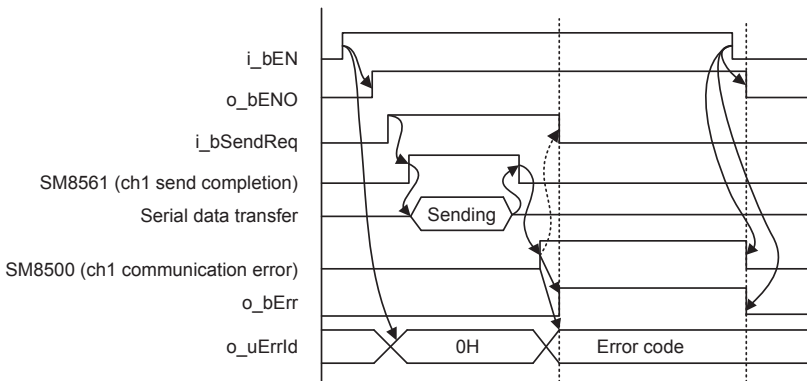 i_bEN
o_bENO
i_bSendReq
SM8561 (ch1 send completion)
Serial data transfer
Sending
SM8500 (ch1 communication error)
o_bErr
o_uErrId
0H
Error code